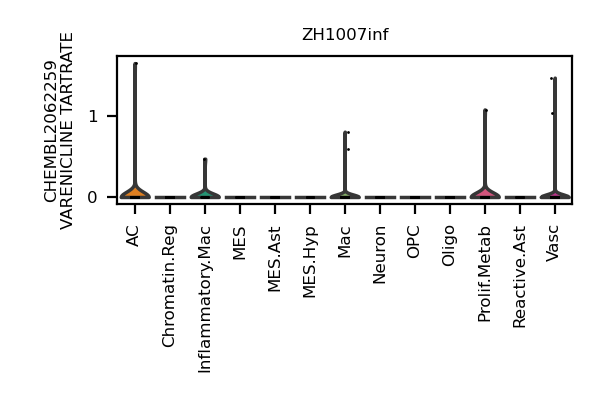 ZH1007inf
CHEMBL2062259
VARENICLINE TARTRATE
1
0
AC
Chromatin.Reg
Inflammatory.Mac
MES
MES.Ast
MES.Hyp
Mac
Neuron
OPC
Oligo
Prolif.Metab
Reactive.Ast
Vasc